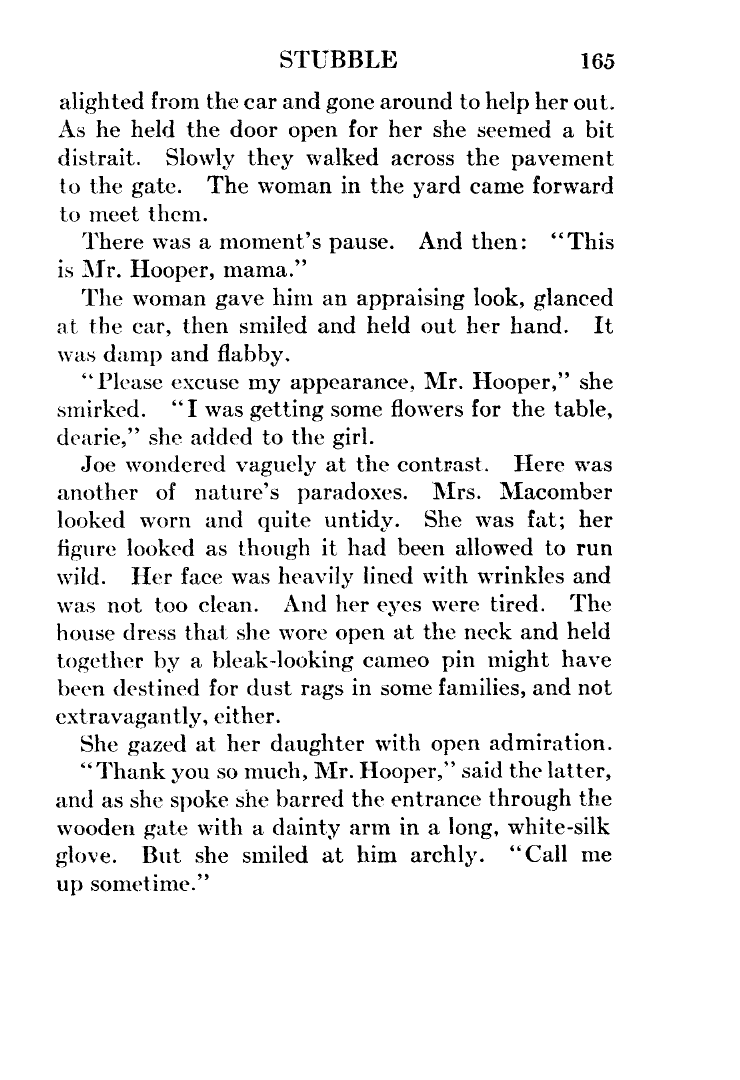 STUBBLE 165
alighted from the car and gone around to help her out.
As he held the door open for her she seemed a bit
distrait. Slowly they walked across the pavement
to the gate. The woman in the yard came forward
to meet them.
There was a moment's pause. And then: “This
is Mr. Hooper, mama.”
The woman gave him an appraising look, glanced
at the car, then smiled and held out her hand. It
was damp and flabby.
“Please excuse my appearance, Mr. Hooper,” she
smirked. “I was getting some flowers for the table,
dearie,” she added to the girl.
Joe wondered vaguely at the contrast. Here was
another of nature's paradoxes. Mrs. Macomber
looked worn and quite untidy. She was fat; her
figure looked as though it had been allowed to run
wild. Her face was heavily lined with wrinkles and
was not too clean. And her eyes were tired. The
house dress that she wore open at the neck and held
together by a bleak-looking cameo pin might have
been destined for dust rags in some families, and not
extravagantly, either.
She gazed at her daughter with open admiration.
“Thank you so much, Mr. Hooper,” said the latter,
and as she spoke she barred the entrance through the
wooden gate with a dainty arm in a long, white-silk
glove. But she smiled at him archly. “Call me
up sometime.”